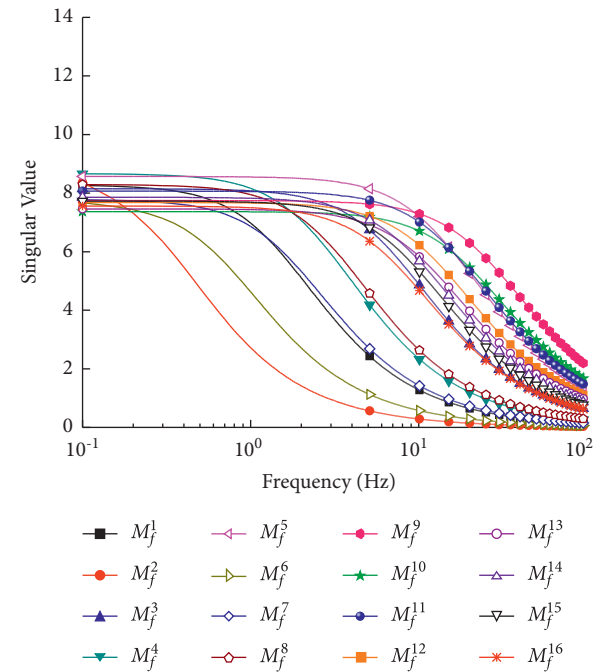 Singular Value
14
12
10
8
6
4
2
0
10^-1
10^0
10^1
10^2
Frequency (Hz)
M_f^1
M_f^5
M_f^9
M_f^13
M_f^2
M_f^6
M_f^10
M_f^14
M_f^3
M_f^7
M_f^11
M_f^15
M_f^4
M_f^8
M_f^12
M_f^16